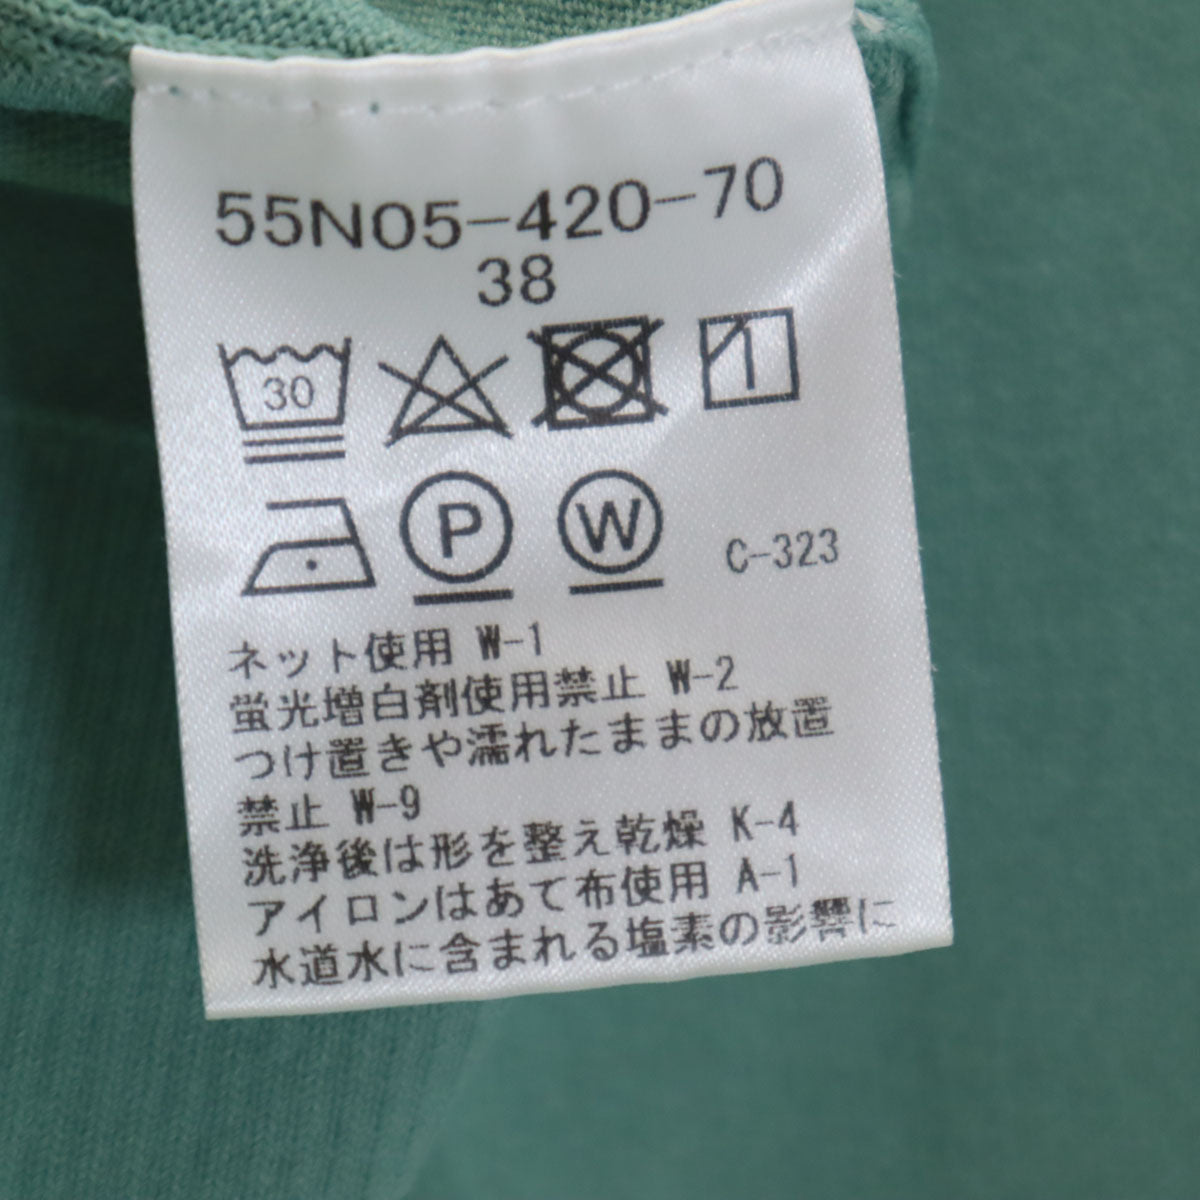 55N05-420-70
38
30
P W C-323
ネット使用 W-1
蛍光増白剤使用禁止 W-2
つけ置きや濡れたままの放置
禁止 W-9
洗浄後は形を整え乾燥 K-4
アイロンはあて布使用 A-1
水道水に含まれる塩素の影響に